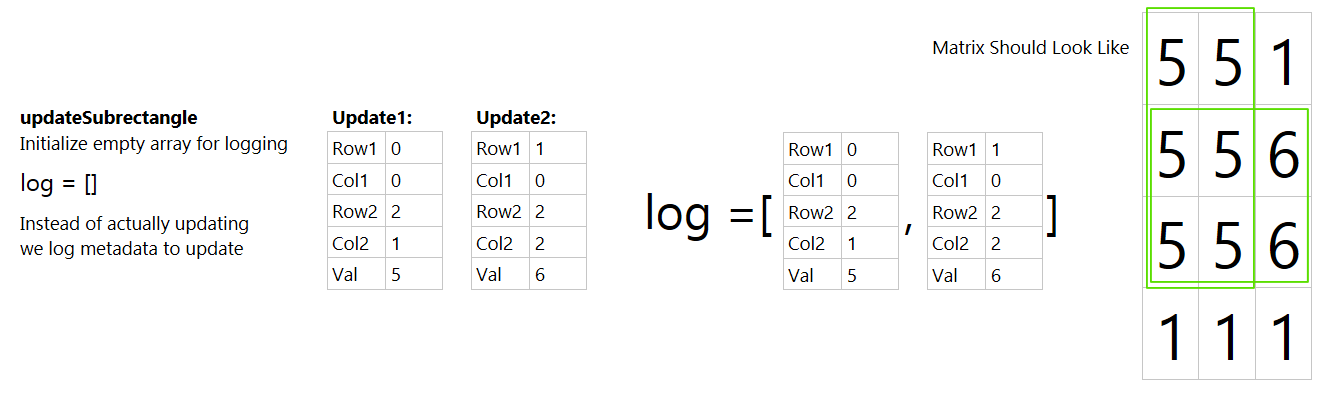 Matrix Should Look Like
updateSubrectangle
Initialize empty array for logging
log = []
Instead of actually updating
we log metadata to update
Update1:
Row1 0
Col1 0
Row2 2
Col2 1
Val 5
Update2:
Row1 1
Col1 0
Row2 2
Col2 2
Val 6
log =[
Row1 0
Col1 0
Row2 2
Col2 1
Val 5
,
Row1 1
Col1 0
Row2 2
Col2 2
Val 6
]
5 5 1
5 5 6
5 5 6
1 1 1